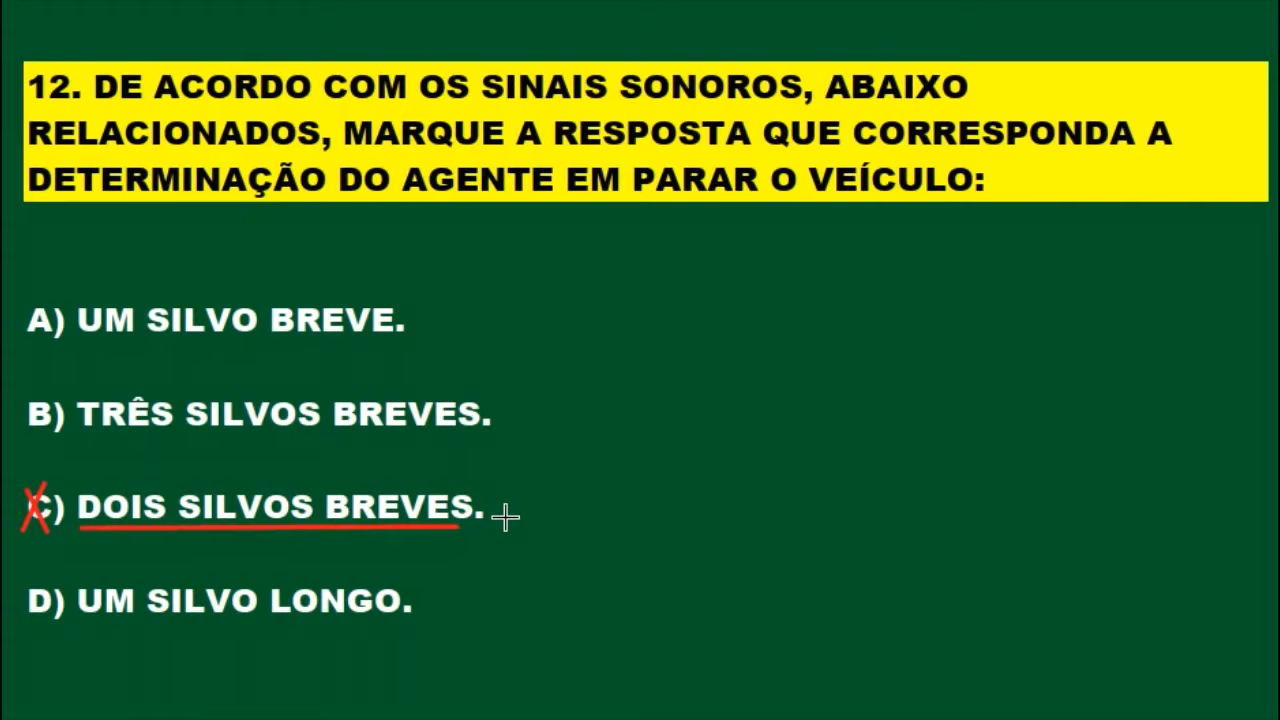 12. DE ACORDO COM OS SINAIS SONOROS, ABAIXO
RELACIONADOS, MARQUE A RESPOSTA QUE CORRESPONDA A
DETERMINAÇÃO DO AGENTE EM PARAR O VEÍCULO:
A) UM SILVO BREVE.
B) TRÊS SILVOS BREVES.
C) DOIS SILVOS BREVES.
D) UM SILVO LONGO.